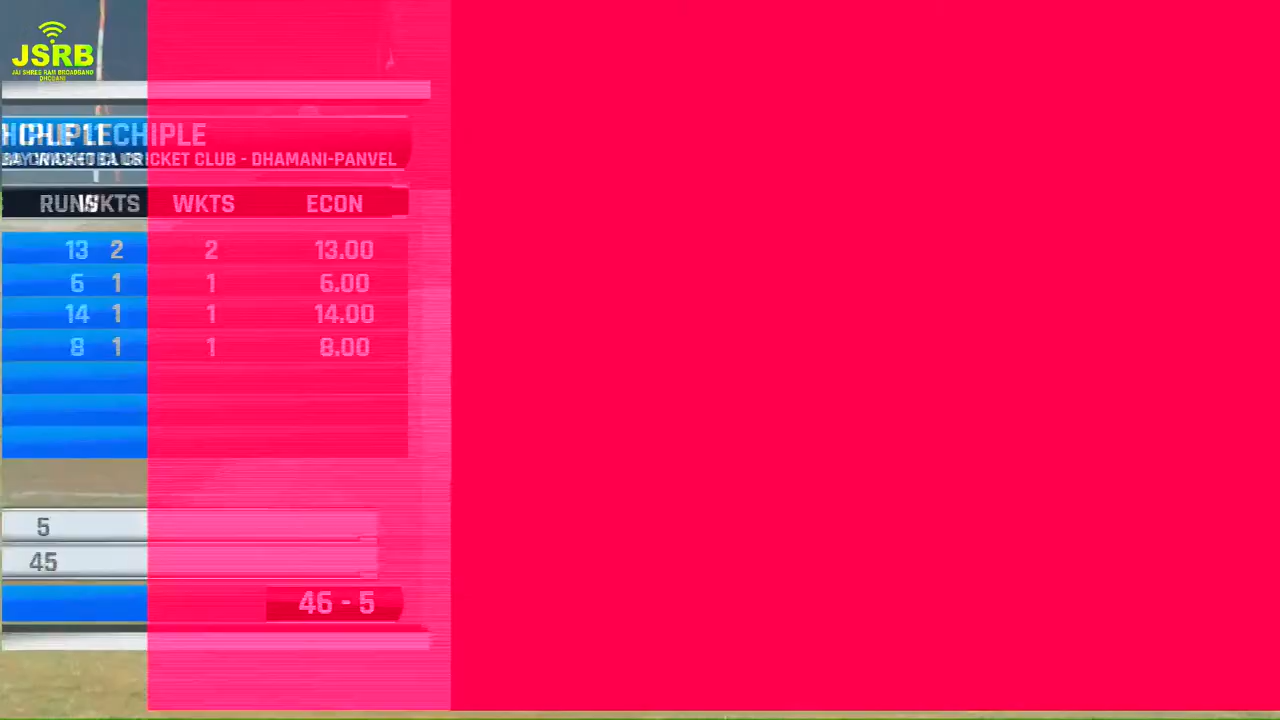 JSRB
JAI SHREE RAM BROADBAND
DHODANI
CHIPLE
CRICKET CLUB - DHAMANI-PANVEL
RUNS WKTS WKTS ECON
13 2 2 13.00
6 1 1 6.00
14 1 1 14.00
8 1 1 8.00
5
45
46 - 5